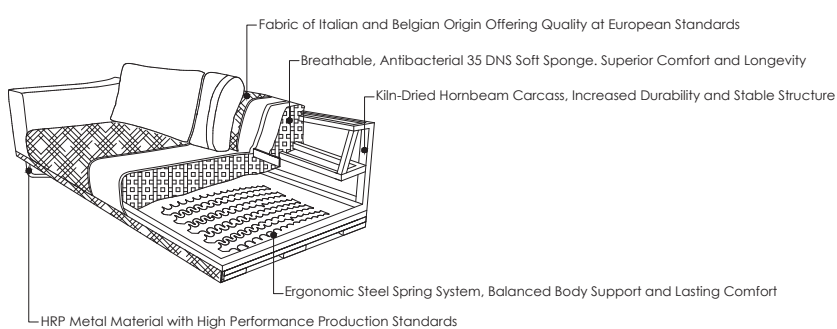 Fabric of Italian and Belgian Origin Offering Quality at European Standards
Breathable, Antibacterial 35 DNS Soft Sponge. Superior Comfort and Longevity
Kiln-Dried Hornbeam Carcass, Increased Durability and Stable Structure
Ergonomic Steel Spring System, Balanced Body Support and Lasting Comfort
HRP Metal Material with High Performance Production Standards